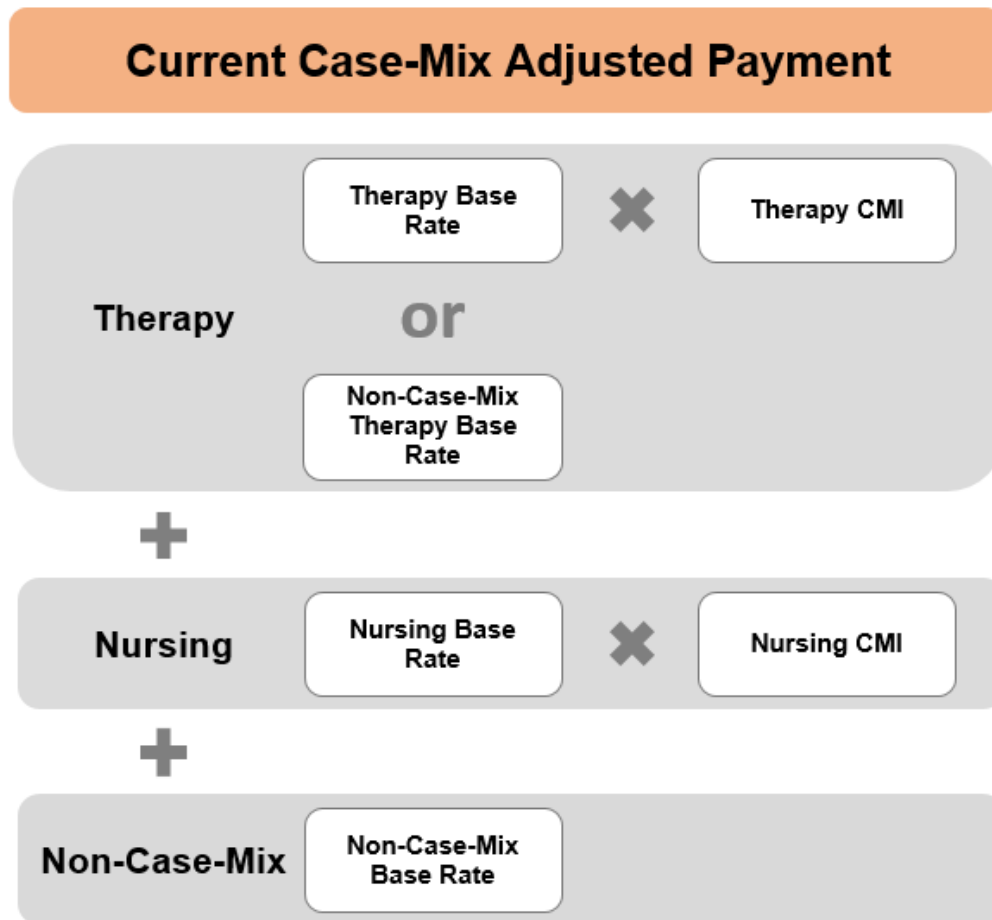 Current Case-Mix Adjusted Payment
Therapy Base
Rate
Therapy CMI
Therapy
or
Non-Case-Mix
Therapy Base
Rate
Nursing
Nursing Base
Rate
Nursing CMI
Non-Case-Mix
Non-Case-Mix
Base Rate